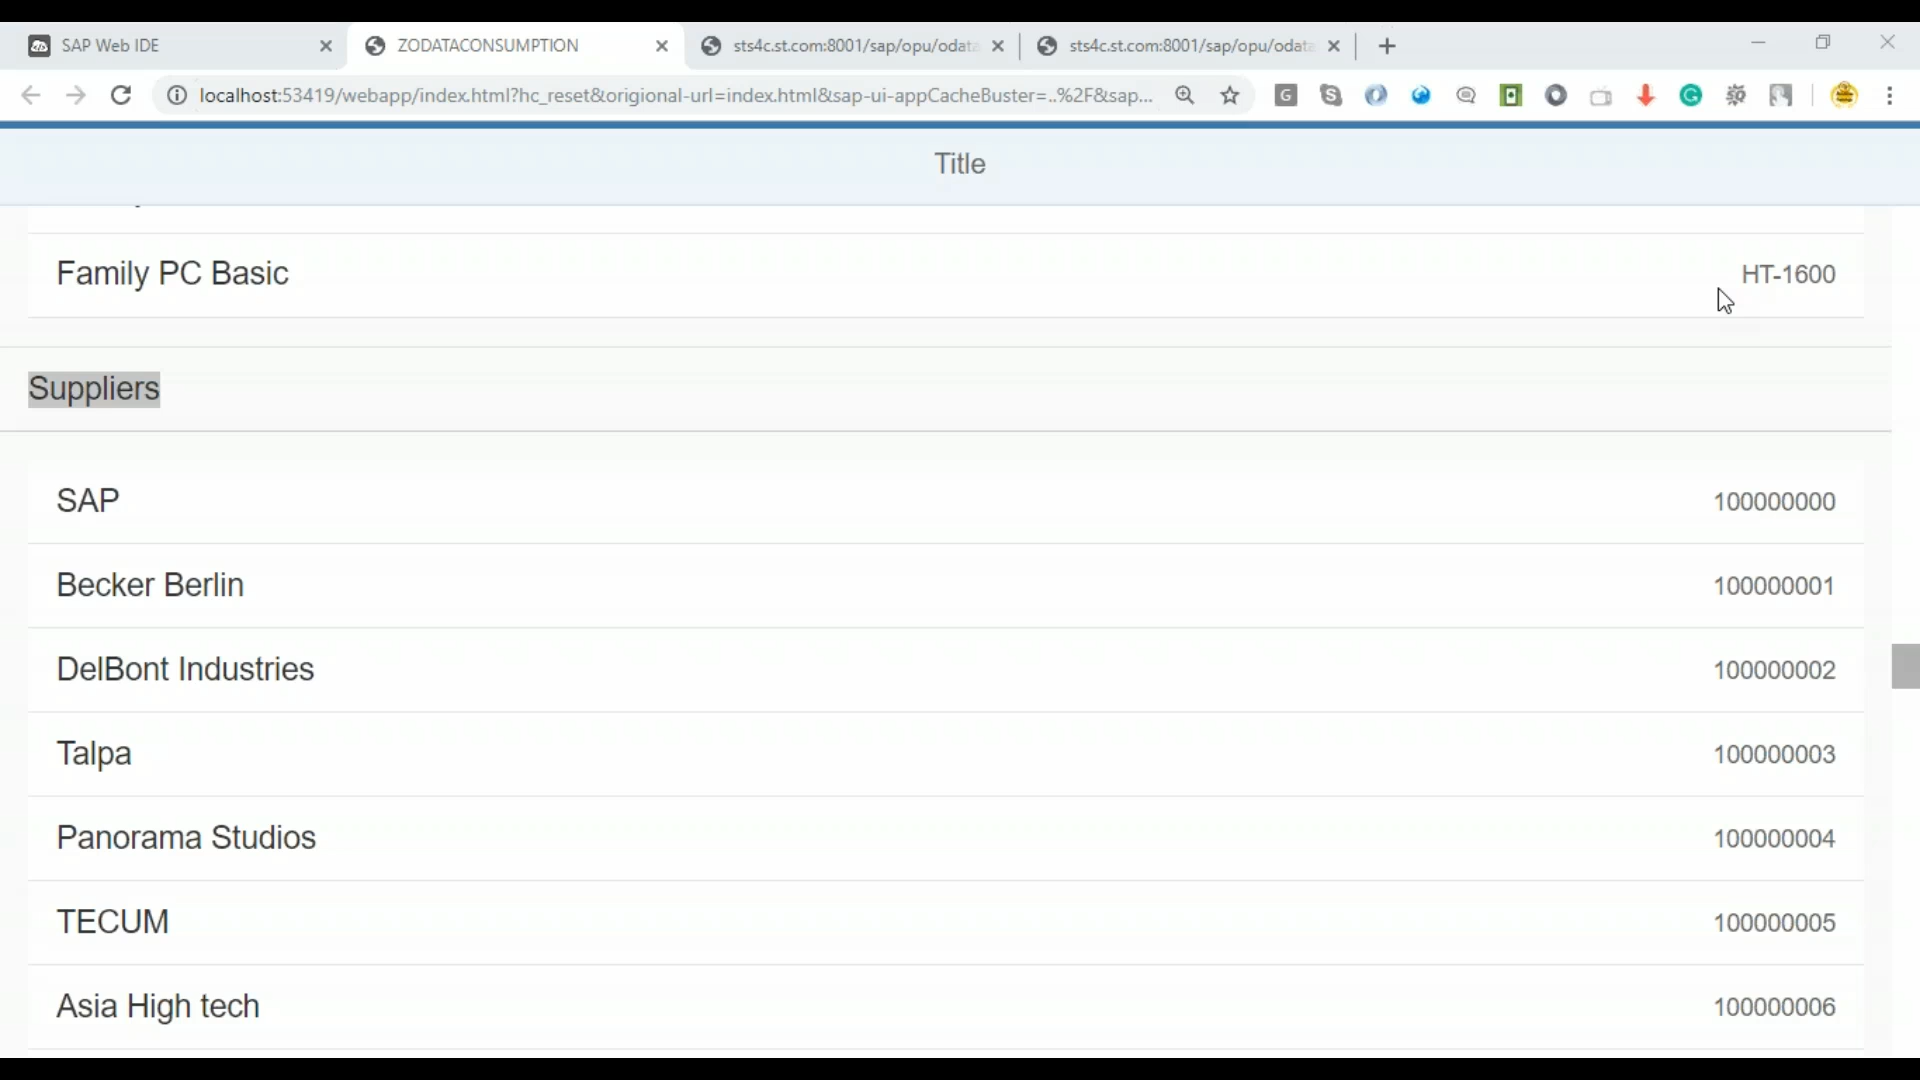 SAP Web IDE
ZODATACONSUMPTION
sts4c.st.com:8001/sap/opu/odata
sts4c.st.com:8001/sap/opu/odata
localhost:53419/webapp/index.html?hc_reset&origional-url=index.html&sap-ui-appCacheBuster=..%2F&sap...
Title
Family PC Basic
HT-1600
Suppliers
SAP
100000000
Becker Berlin
100000001
DelBont Industries
100000002
Talpa
100000003
Panorama Studios
100000004
TECUM
100000005
Asia High tech
100000006